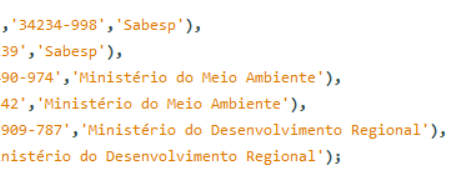 ,'34234-998','Sabesp'),
39','Sabesp'),
90-974','Ministério do Meio Ambiente'),
42','Ministério do Meio Ambiente'),
909-787','Ministério do Desenvolvimento Regional'),
nistério do Desenvolvimento Regional');